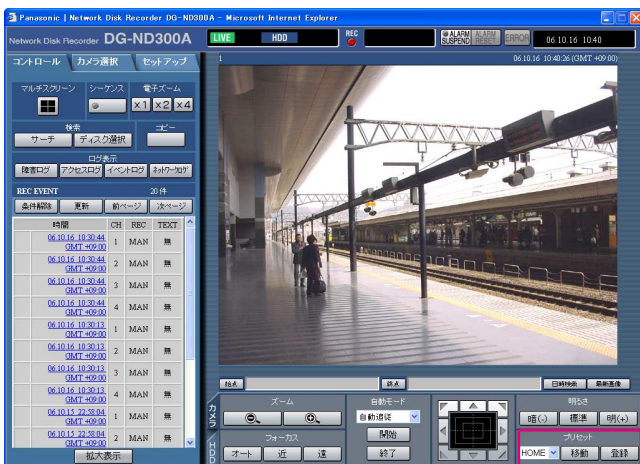 Panasonic | Network Disk Recorder DG-ND300A - Microsoft Internet Explorer
Network Disk Recorder DG-ND300A
LIVE HDD
REC
ALARM SUSPEND
ALARM RESET
ERROR
06.10.16 10:40
コントロール カメラ選択 セットアップ
1 06.10.16 10:40:26 (GMT +09:00)
マルチスクリーン シーケンス 電子ズーム
×1 ×2 ×4
検索 コピー
サーチ ディスク選択
ログ表示
障害ログ アクセスログ イベントログ ネットワークログ
REC EVENT 20件
条件解除 更新 前ページ 次ページ
時間 CH REC TEXT
06.10.16 10:30:44 GMT +09:00 1 MAN 無
06.10.16 10:30:44 GMT +09:00 2 MAN 無
06.10.16 10:30:44 GMT +09:00 3 MAN 無
06.10.16 10:30:44 GMT +09:00 4 MAN 無
06.10.16 10:30:13 GMT +09:00 1 MAN 無
06.10.16 10:30:13 GMT +09:00 2 MAN 無
06.10.16 10:30:13 GMT +09:00 3 MAN 無
06.10.16 10:30:13 GMT +09:00 4 MAN 無
06.10.15 22:58:04 GMT +09:00 1 MAN 無
06.10.15 22:58:04 GMT +09:00 2 MAN 無
拡大表示
始点 終点 日時検索 最新画像
カメラ
HDD
ズーム
フォーカス
オート 近 遠
自動モード
自動追従
開始
終了
明るさ
暗(-) 標準 明(+)
プリセット
HOME 移動 登録